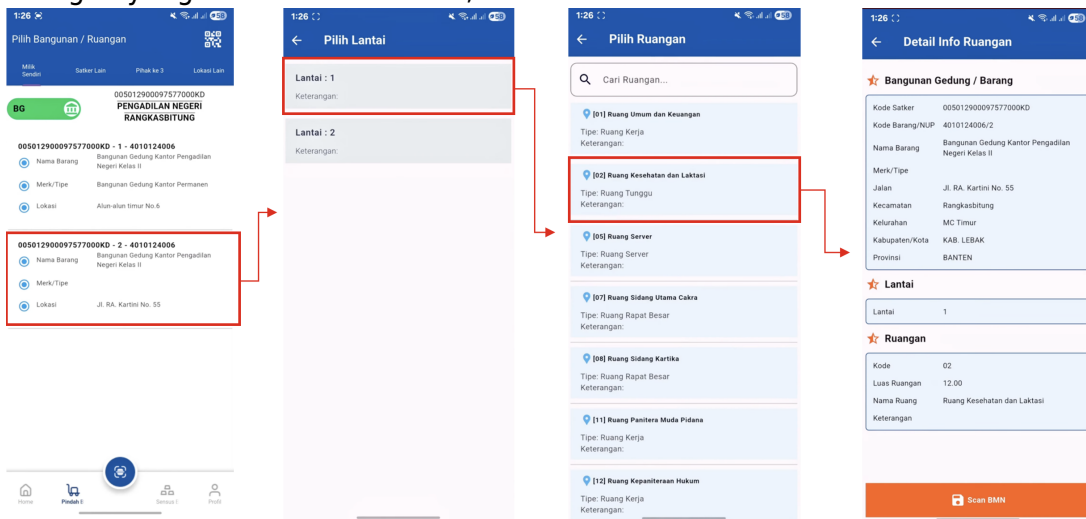 1:26
58
Pilih Bangunan / Ruangan
Milik Sendiri
Satker Lain
Pihak ke 3
Lokasi Lain
BG
005012900097577000KD
PENGADILAN NEGERI
RANGKASBITUNG
005012900097577000KD - 1 - 4010124006
Nama Barang Bangunan Gedung Kantor Pengadilan
Negeri Kelas II
Merk/Tipe Bangunan Gedung Kantor Permanen
Lokasi Alun-alun timur No.6
005012900097577000KD - 2 - 4010124006
Nama Barang Bangunan Gedung Kantor Pengadilan
Negeri Kelas II
Merk/Tipe
Lokasi Jl. RA. Kartini No. 55
Home
Pindah I
Sensus I
Profil
1:26
58
Pilih Lantai
Lantai : 1
Keterangan:
Lantai : 2
Keterangan:
1:26
58
Pilih Ruangan
Cari Ruangan...
[01] Ruang Umum dan Keuangan
Tipe: Ruang Kerja
Keterangan:
[02] Ruang Kesehatan dan Laktasi
Tipe: Ruang Tunggu
Keterangan:
[05] Ruang Server
Tipe: Ruang Server
Keterangan:
[07] Ruang Sidang Utama Cakra
Tipe: Ruang Rapat Besar
Keterangan:
[08] Ruang Sidang Kartika
Tipe: Ruang Rapat Besar
Keterangan:
[11] Ruang Panitera Muda Pidana
Tipe: Ruang Kerja
Keterangan:
[12] Ruang Kepaniteraan Hukum
Tipe: Ruang Kerja
Keterangan:
1:26
58
Detail Info Ruangan
Bangunan Gedung / Barang
Kode Satker 005012900097577000KD
Kode Barang/NUP 4010124006/2
Nama Barang Bangunan Gedung Kantor Pengadilan
Negeri Kelas II
Merk/Tipe
Jalan Jl. RA. Kartini No. 55
Kecamatan Rangkasbitung
Kelurahan MC Timur
Kabupaten/Kota KAB. LEBAK
Provinsi BANTEN
Lantai
Lantai 1
Ruangan
Kode 02
Luas Ruangan 12.00
Nama Ruang Ruang Kesehatan dan Laktasi
Keterangan
Scan BMN